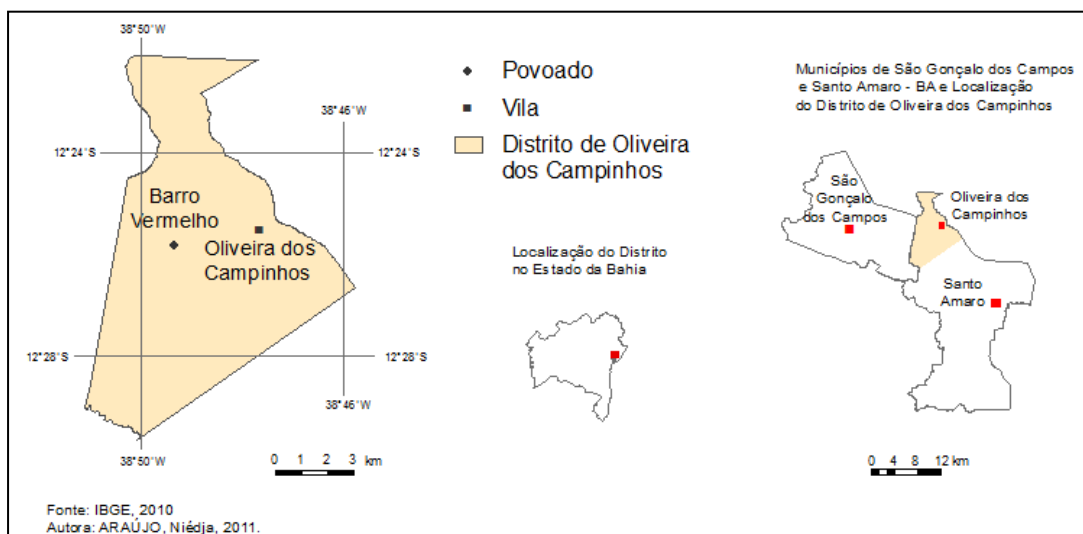 38°50'W
38°46'W
12°24'S
12°24'S
Barro
Vermelho
Oliveira dos
Campinhos
12°28'S
12°28'S
38°46'W
38°50'W
0 1 2 3 km
Povoado
Vila
Distrito de Oliveira
dos Campinhos
Localização do Distrito
no Estado da Bahia
Municípios de São Gonçalo dos Campos
e Santo Amaro - BA e Localização
do Distrito de Oliveira dos Campinhos
São
Gonçalo
dos Campos
Oliveira dos
Campinhos
Santo
Amaro
0 4 8 12 km
Fonte: IBGE, 2010
Autora: ARAÚJO, Niédja, 2011.